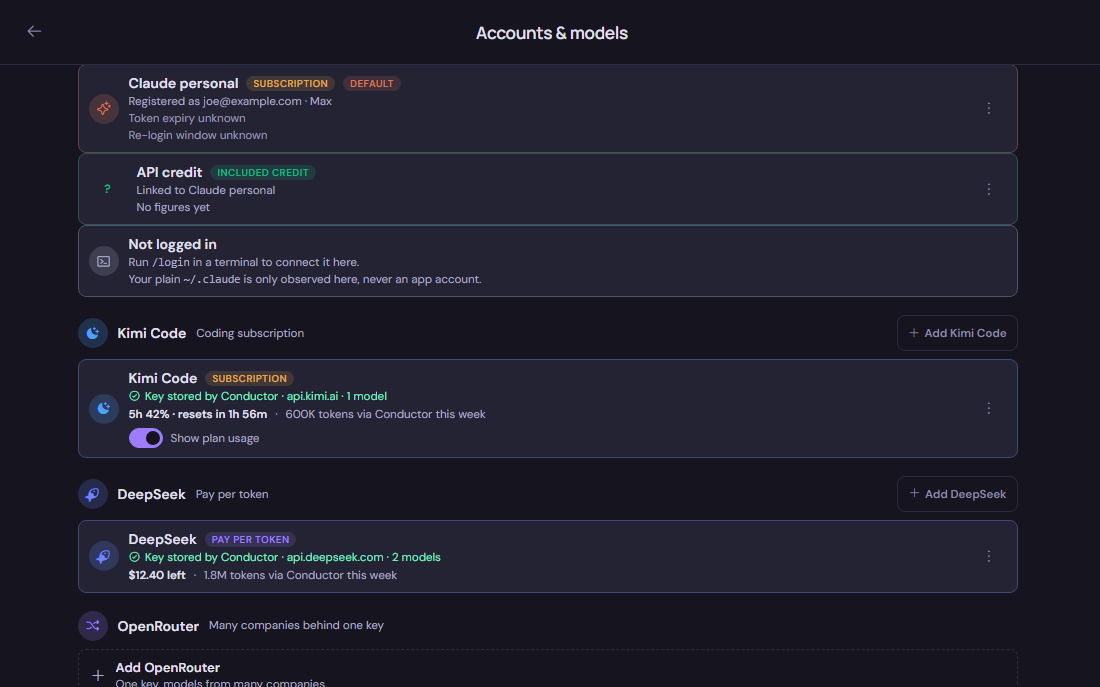 Accounts & models
Claude personal SUBSCRIPTION DEFAULT
Registered as joe@example.com · Max
Token expiry unknown
Re-login window unknown
? API credit INCLUDED CREDIT
Linked to Claude personal
No figures yet
Not logged in
Run /login in a terminal to connect it here.
Your plain ~/.claude is only observed here, never an app account.
Kimi Code Coding subscription + Add Kimi Code
Kimi Code SUBSCRIPTION
Key stored by Conductor · api.kimi.ai · 1 model
5h 42% · resets in 1h 56m · 600K tokens via Conductor this week
Show plan usage
DeepSeek Pay per token + Add DeepSeek
DeepSeek PAY PER TOKEN
Key stored by Conductor · api.deepseek.com · 2 models
$12.40 left · 1.8M tokens via Conductor this week
OpenRouter Many companies behind one key
+ Add OpenRouter
One key, models from many companies